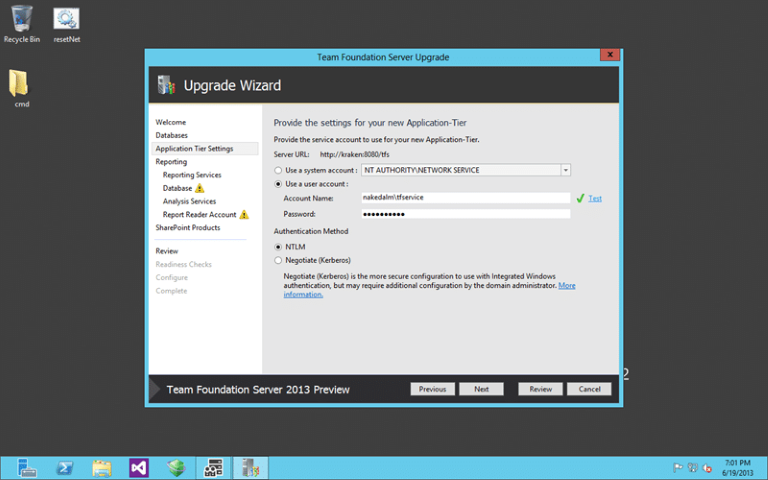 Recycle Bin
resetNet
cmd
Team Foundation Server Upgrade
x
Upgrade Wizard
Welcome
Databases
Application Tier Settings
Reporting
Reporting Services
Database
Analysis Services
Report Reader Account
SharePoint Products
Review
Readiness Checks
Configure
Complete
Provide the settings for your new Application-Tier
Provide the service account to use for your new Application-Tier.
Server URL: http://kraken:8080/tfs
Use a system account : NT AUTHORITY\NETWORK SERVICE
Use a user account :
Account Name: nakedalm\tfservice Test
Password: ●●●●●●●●●●
Authentication Method
NTLM
Negotiate (Kerberos)
Negotiate (Kerberos) is the more secure configuration to use with Integrated Windows
authentication, but may require additional configuration by the domain administrator. More
information.
Team Foundation Server 2013 Preview
Previous Next Review Cancel
2
7:01 PM
6/19/2013